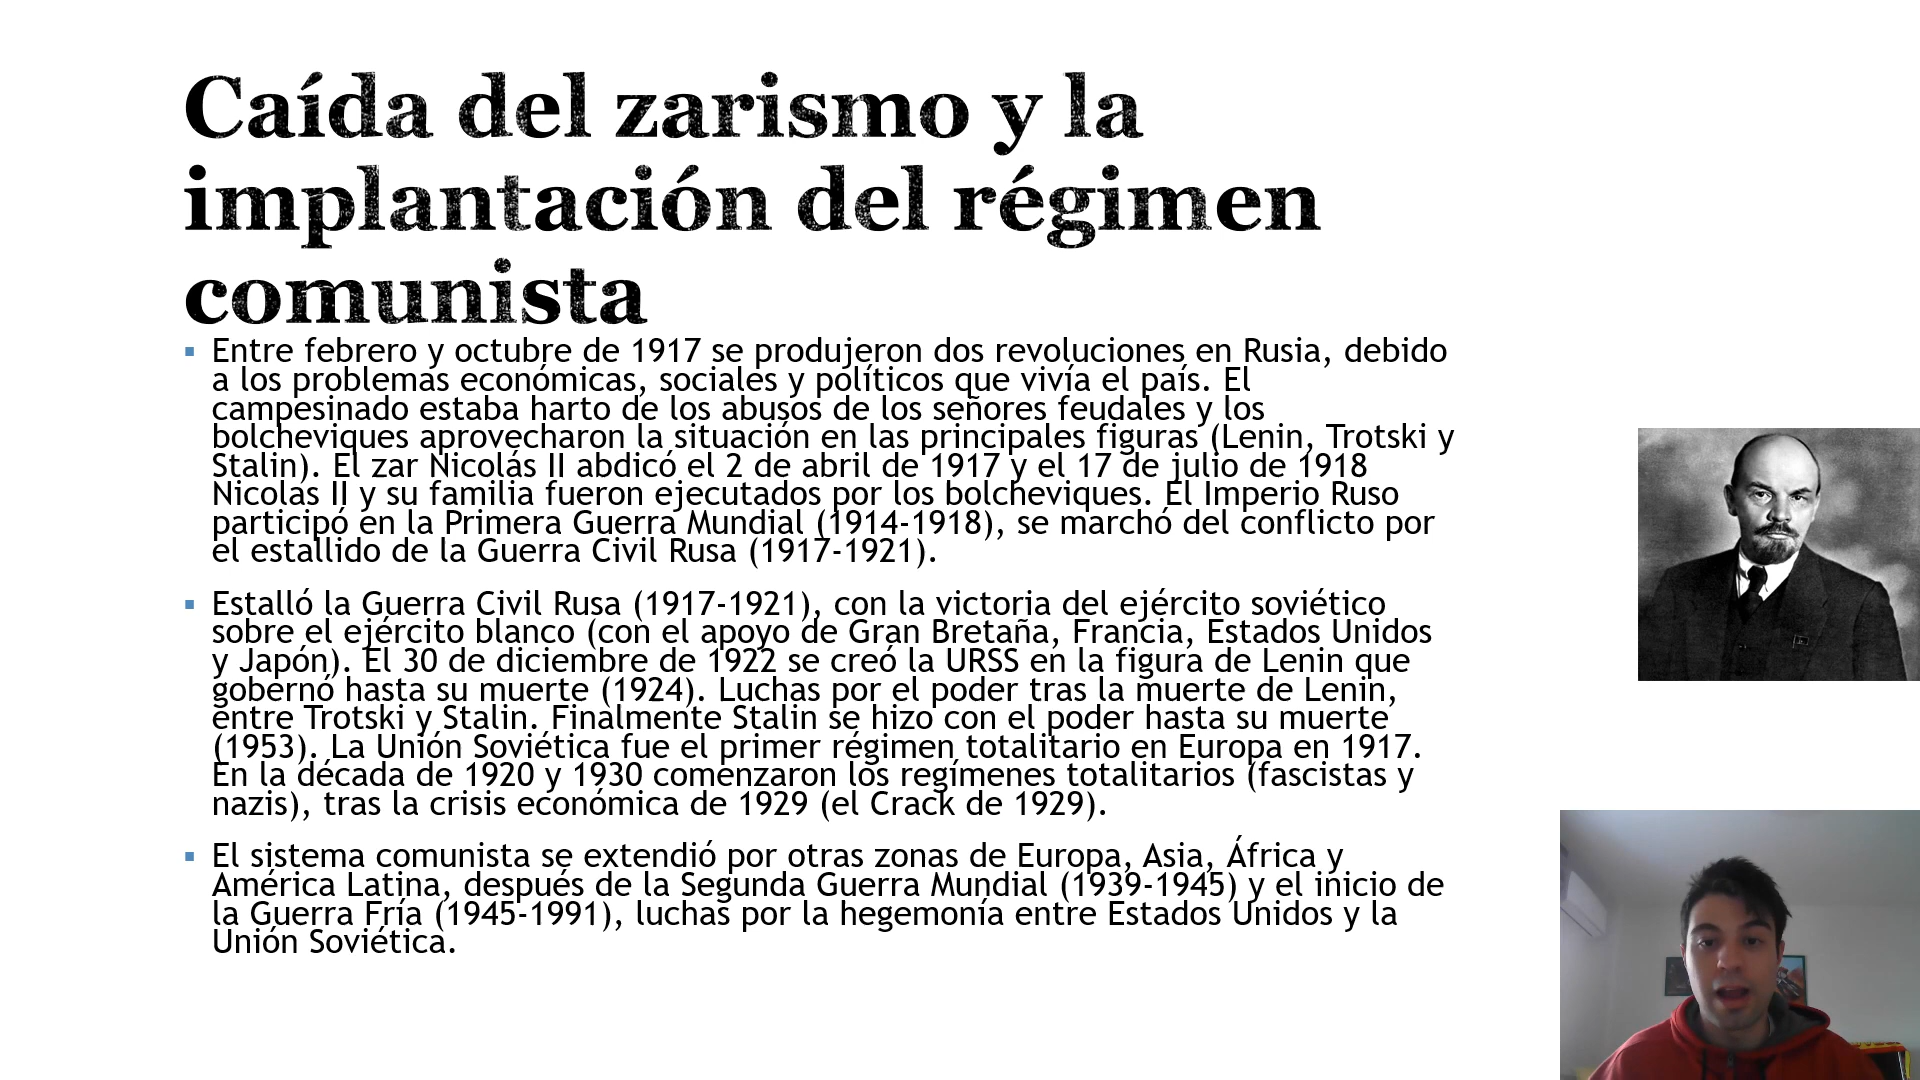 Caída del zarismo y la
implantación del régimen
comunista
▪ Entre febrero y octubre de 1917 se produjeron dos revoluciones en Rusia, debido
a los problemas económicas, sociales y políticos que vivía el país. El
campesinado estaba harto de los abusos de los señores feudales y los
bolcheviques aprovecharon la situación en las principales figuras (Lenin, Trotski y
Stalin). El zar Nicolás II abdicó el 2 de abril de 1917 y el 17 de julio de 1918
Nicolas II y su familia fueron ejecutados por los bolcheviques. El Imperio Ruso
participó en la Primera Guerra Mundial (1914-1918), se marchó del conflicto por
el estallido de la Guerra Civil Rusa (1917-1921).
▪ Estalló la Guerra Civil Rusa (1917-1921), con la victoria del ejército soviético
sobre el ejército blanco (con el apoyo de Gran Bretaña, Francia, Estados Unidos
y Japón). El 30 de diciembre de 1922 se creó la URSS en la figura de Lenin que
gobernó hasta su muerte (1924). Luchas por el poder tras la muerte de Lenin,
entre Trotski y Stalin. Finalmente Stalin se hizo con el poder hasta su muerte
(1953). La Unión Soviética fue el primer régimen totalitario en Europa en 1917.
En la década de 1920 y 1930 comenzaron los regímenes totalitarios (fascistas y
nazis), tras la crisis económica de 1929 (el Crack de 1929).
▪ El sistema comunista se extendió por otras zonas de Europa, Asia, África y
América Latina, después de la Segunda Guerra Mundial (1939-1945) y el inicio de
la Guerra Fría (1945-1991), luchas por la hegemonía entre Estados Unidos y la
Unión Soviética.